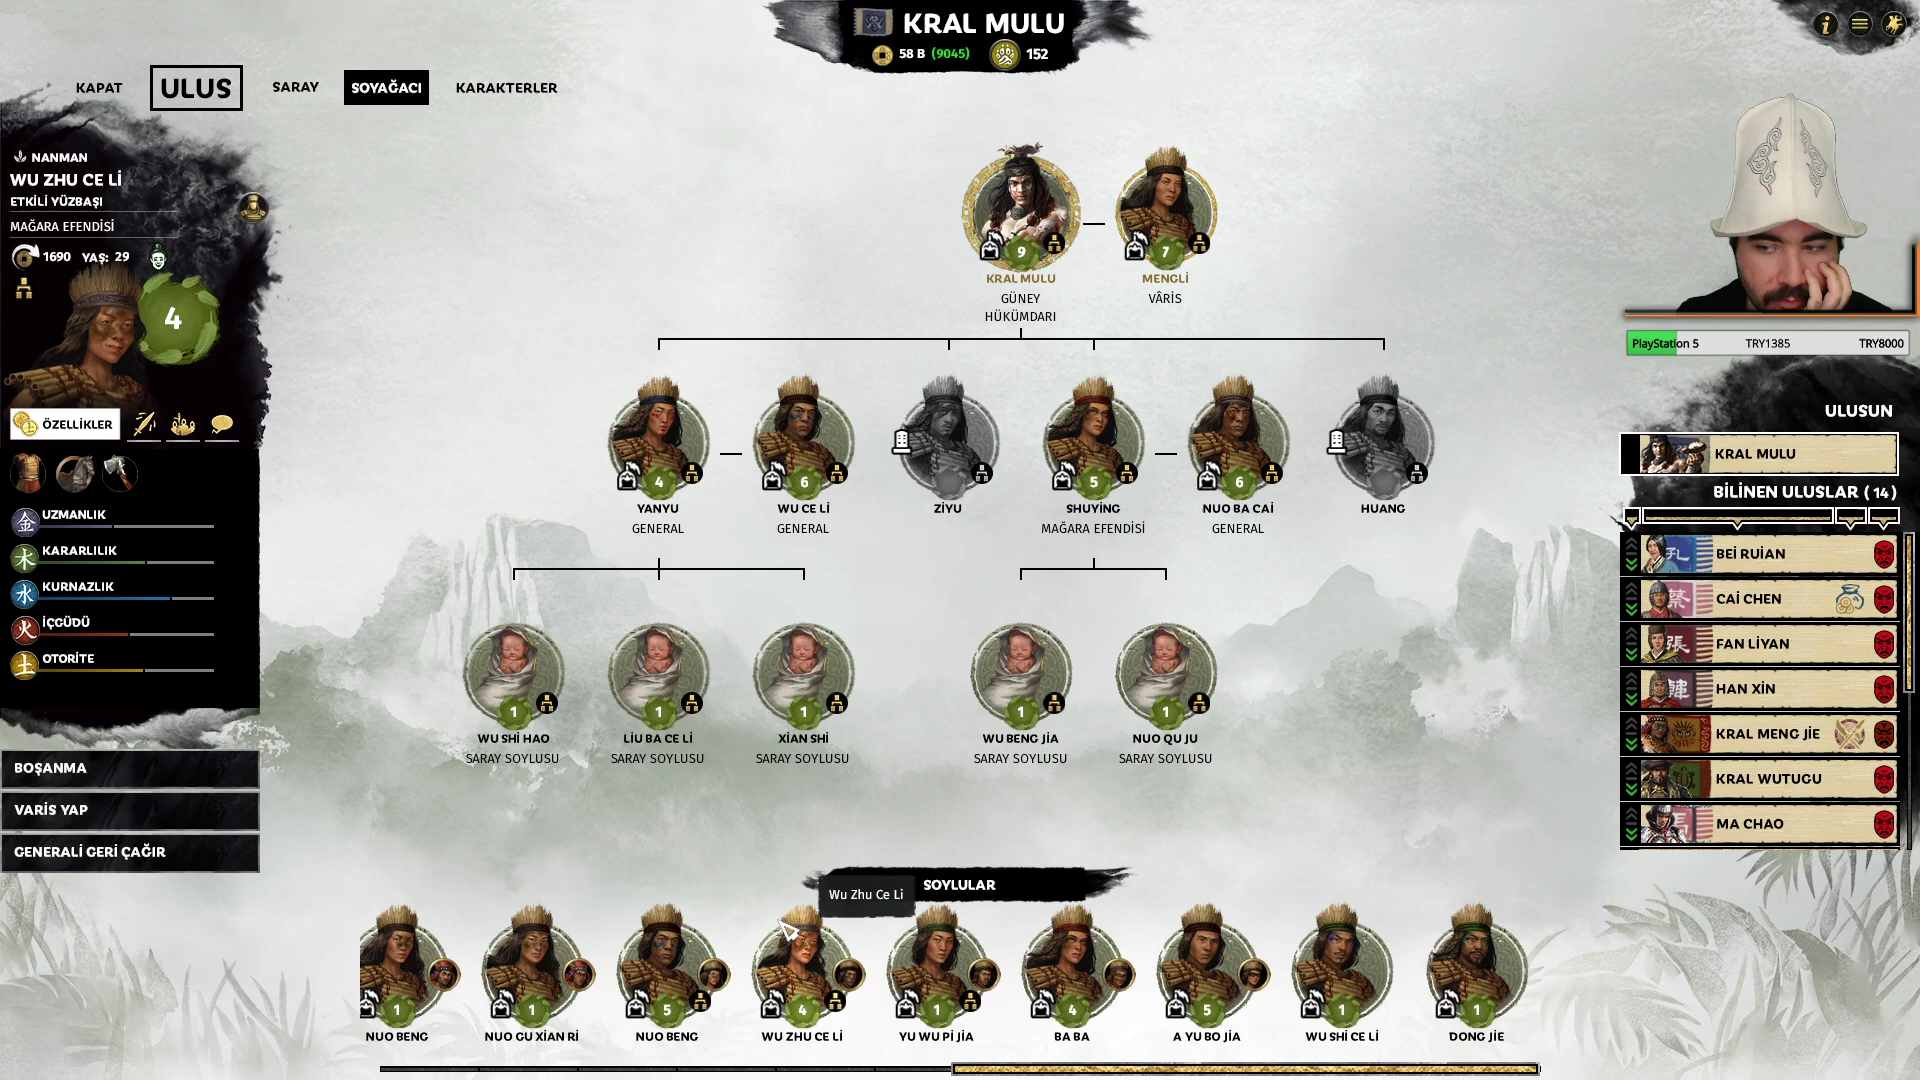 KRAL MULU
58 B (9045) 152
KAPAT ULUS SARAY SOYAĞACI KARAKTERLER
NANMAN
WU ZHU CE Lİ
ETKİLİ YÜZBAŞI
MAĞARA EFENDİSİ
1690 YAŞ: 29
4
ÖZELLİKLER
金 UZMANLIK
木 KARARLILIK
水 KURNAZLIK
火 İÇGÜDÜ
土 OTORİTE
BOŞANMA
VARİS YAP
GENERALİ GERİ ÇAĞIR
9 7
KRAL MULU MENGLİ
GÜNEY VÂRİS
HÜKÜMDARI
4 6 5 6
YANYU WU CE Lİ ZİYU SHUYİNG NUO BA CAİ HUANG
GENERAL GENERAL MAĞARA EFENDİSİ GENERAL
1 1 1 1 1
WU SHİ HAO LİU BA CE Lİ XİAN SHİ WU BENG JİA NUO QU JU
SARAY SOYLUSU SARAY SOYLUSU SARAY SOYLUSU SARAY SOYLUSU SARAY SOYLUSU
SOYLULAR
Wu Zhu Ce Li
1 1 5 4 1 4 5 1 1
NUO BENG NUO GU XİAN Rİ NUO BENG WU ZHU CE Lİ YU WU Pİ JİA BA BA A YU BO JİA WU SHİ CE Lİ DONG JİE
PlayStation 5 TRY1385 TRY8000
ULUSUN
KRAL MULU
BİLİNEN ULUSLAR ( 14 )
BEİ RUİAN
CAİ CHEN
FAN LİYAN
HAN XİN
KRAL MENG JİE
KRAL WUTUGU
MA CHAO